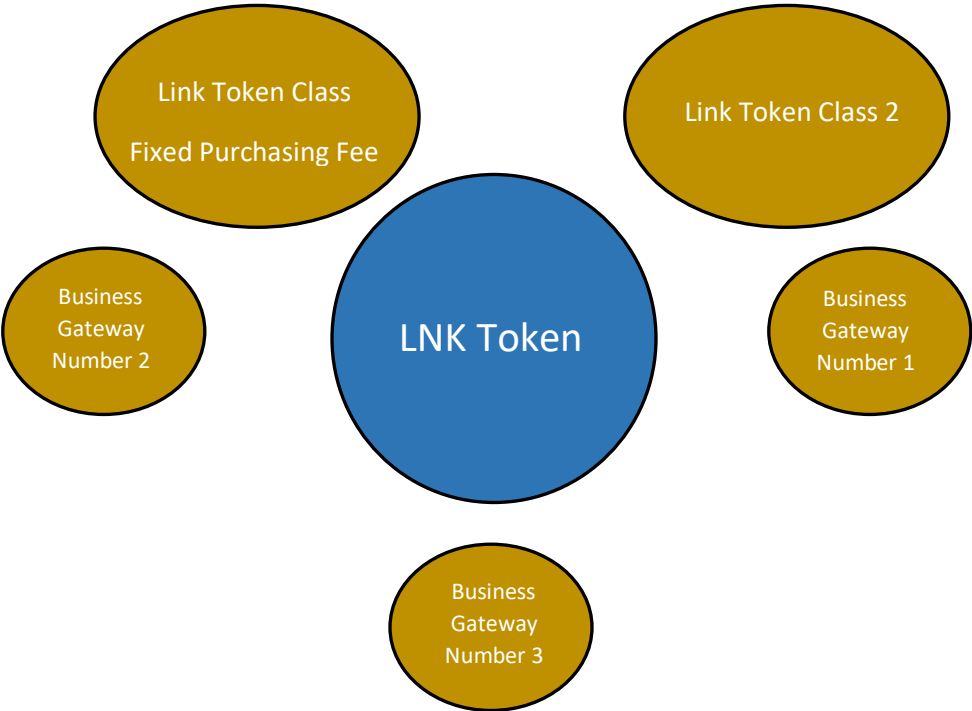 Link Token Class
Fixed Purchasing Fee
Link Token Class 2
Business
Gateway
Number 2
LNK Token
Business
Gateway
Number 1
Business
Gateway
Number 3